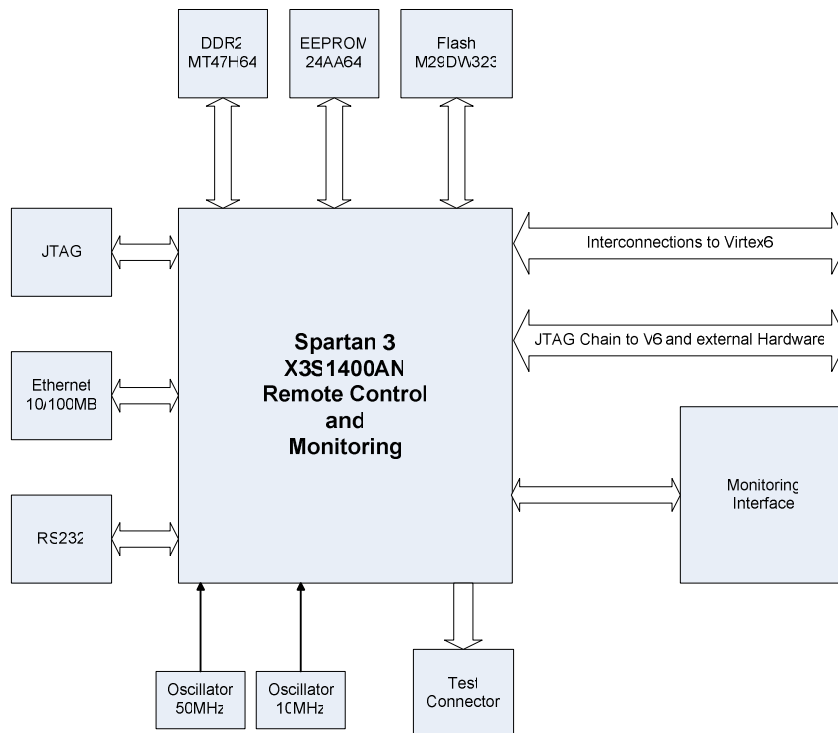 DDR2
MT47H64
EEPROM
24AA64
Flash
M29DW323
JTAG
Interconnections to Virtex6
JTAG Chain to V6 and external Hardware
Spartan 3
X3S1400AN
Remote Control
and
Monitoring
Ethernet
10/100MB
Monitoring
Interface
RS232
Oscillator
50MHz
Oscillator
10MHz
Test
Connector